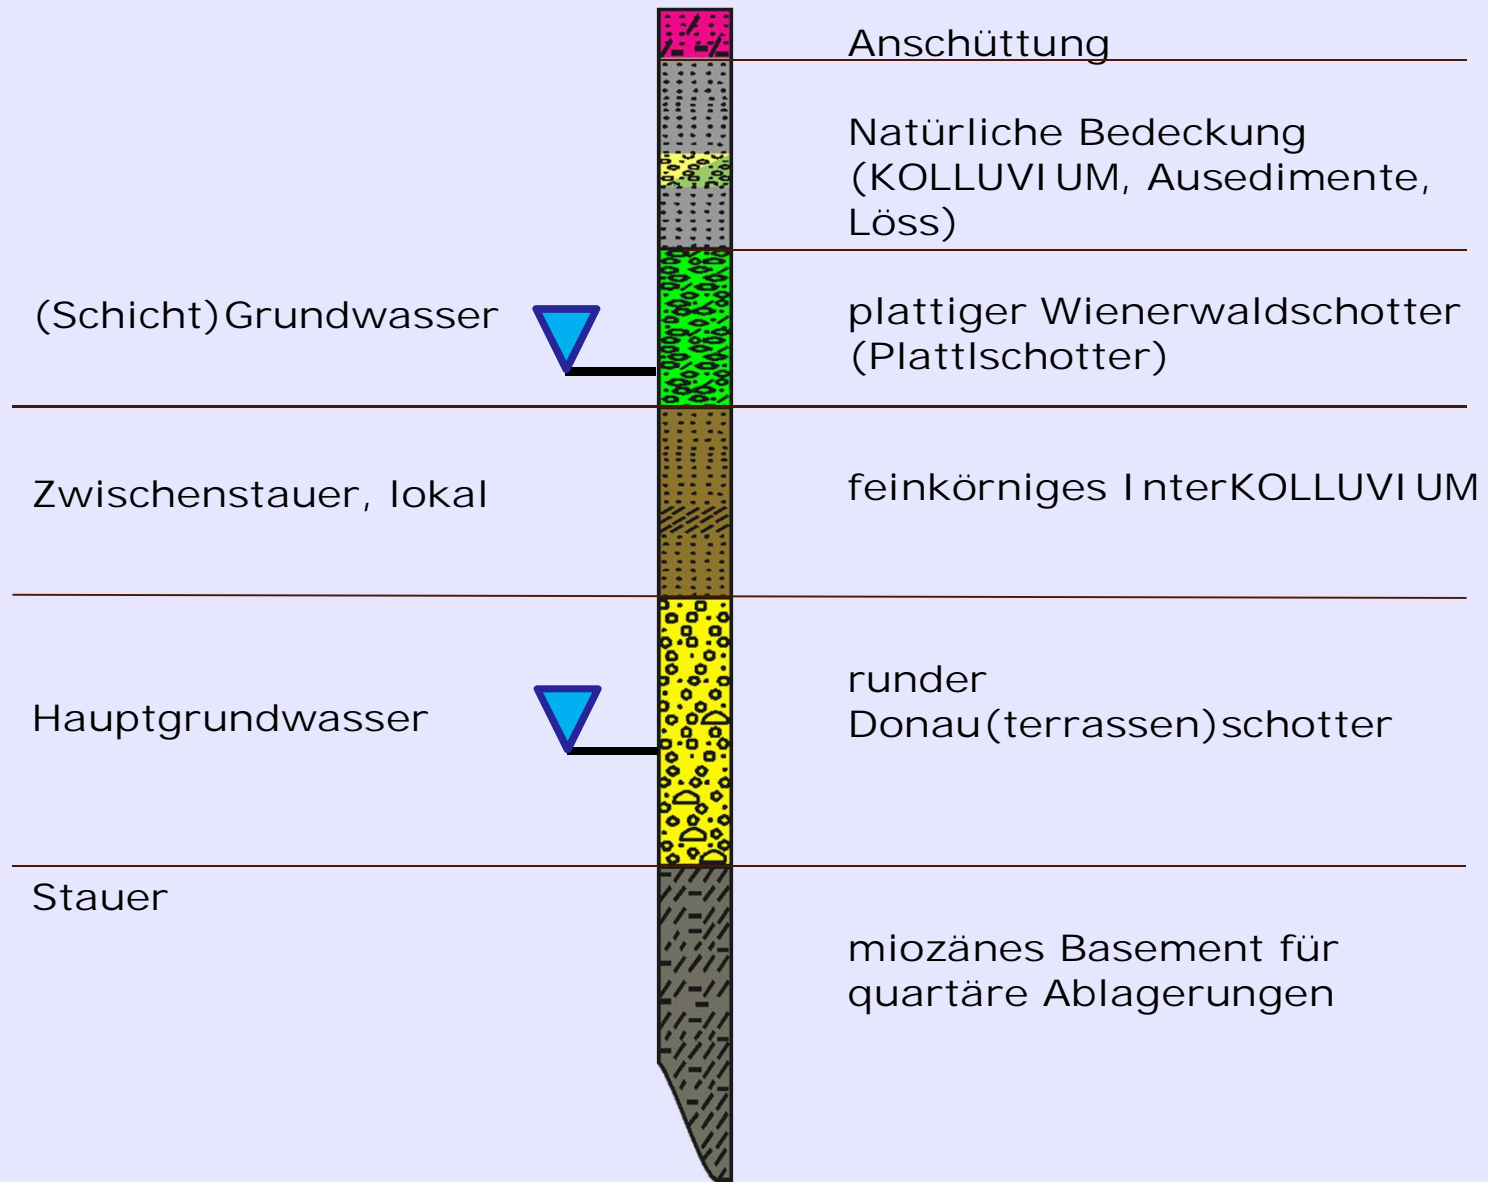 Anschüttung
Natürliche Bedeckung
(KOLLUVIUM, Ausedimente,
Löss)
(Schicht)Grundwasser
plattiger Wienerwaldschotter
(Plattlschotter)
Zwischenstauer, lokal
feinkörniges InterKOLLUVIUM
Hauptgrundwasser
runder
Donau(terrassen)schotter
Stauer
miozänes Basement für
quartäre Ablagerungen